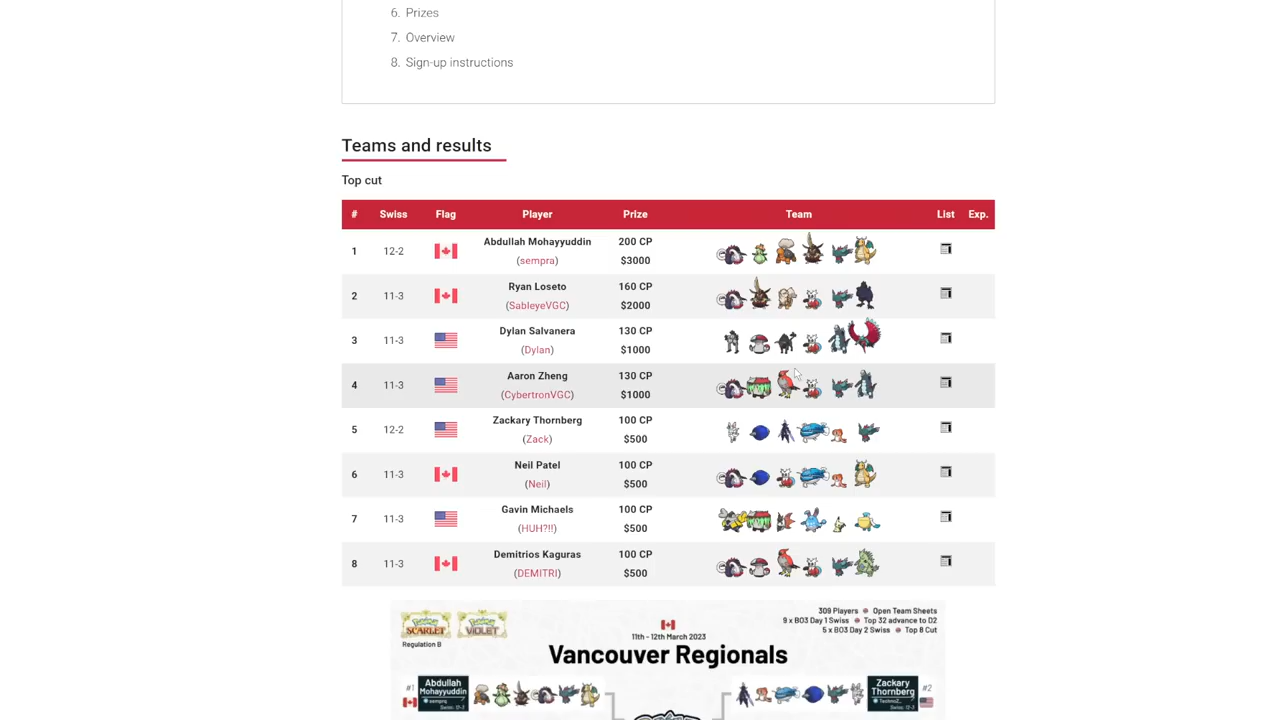 6. Prizes
7. Overview
8. Sign-up instructions
Teams and results
Top cut
# Swiss Flag Player Prize Team List Exp.
1 12-2 Abdullah Mohayyuddin (sempra) 200 CP $3000
2 11-3 Ryan Loseto (SableyeVGC) 160 CP $2000
3 11-3 Dylan Salvanera (Dylan) 130 CP $1000
4 11-3 Aaron Zheng (CybertronVGC) 130 CP $1000
5 12-2 Zackary Thornberg (Zack) 100 CP $500
6 11-3 Neil Patel (Neil) 100 CP $500
7 11-3 Gavin Michaels (HUH?!!) 100 CP $500
8 11-3 Demitrios Kaguras (DEMITRI) 100 CP $500
SCARLET VIOLET
Regulation B
11th - 12th March 2023
Vancouver Regionals
309 Players Open Team Sheets
9 x BO3 Day 1 Swiss Top 32 advance to D2
5 x BO3 Day 2 Swiss Top 8 Cut
#1 Abdullah Mohayyuddin
sempra
Zackary Thornberg #2